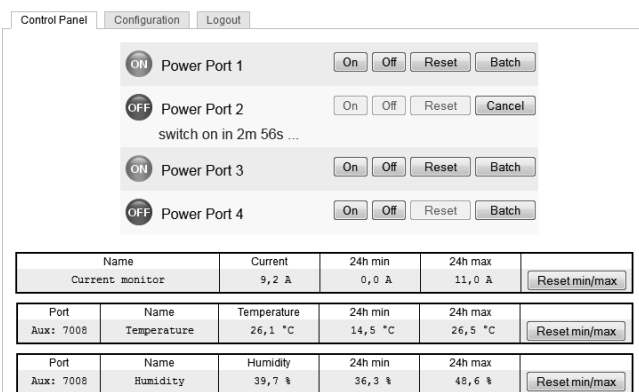 Control Panel Configuration Logout
ON Power Port 1 On Off Reset Batch
OFF Power Port 2 On Off Reset Cancel
switch on in 2m 56s ...
ON Power Port 3 On Off Reset Batch
OFF Power Port 4 On Off Reset Batch
Name Current 24h min 24h max
Current monitor 9,2 A 0,0 A 11,0 A Reset min/max
Port Name Temperature 24h min 24h max
Aux: 7008 Temperature 26,1 °C 14,5 °C 26,5 °C Reset min/max
Port Name Humidity 24h min 24h max
Aux: 7008 Humidity 39,7 % 36,3 % 48,6 % Reset min/max